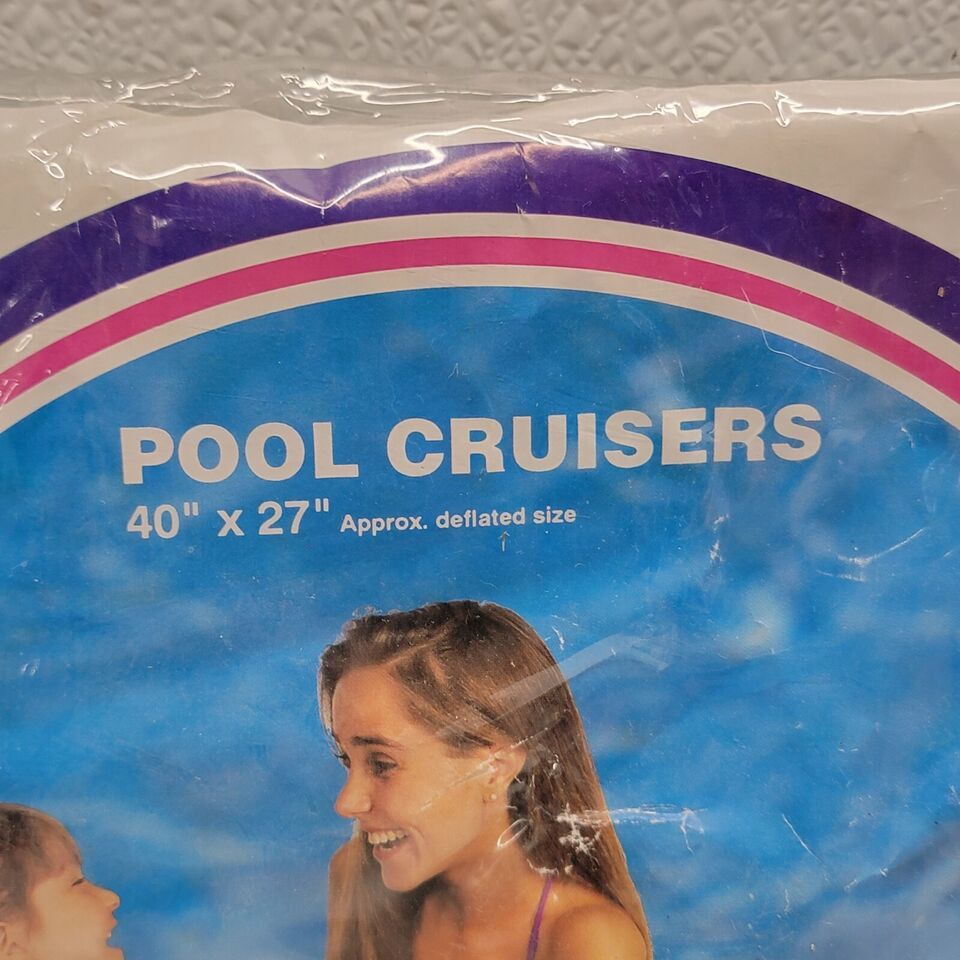 POOL CRUISERS
40" x 27" Approx. deflated size